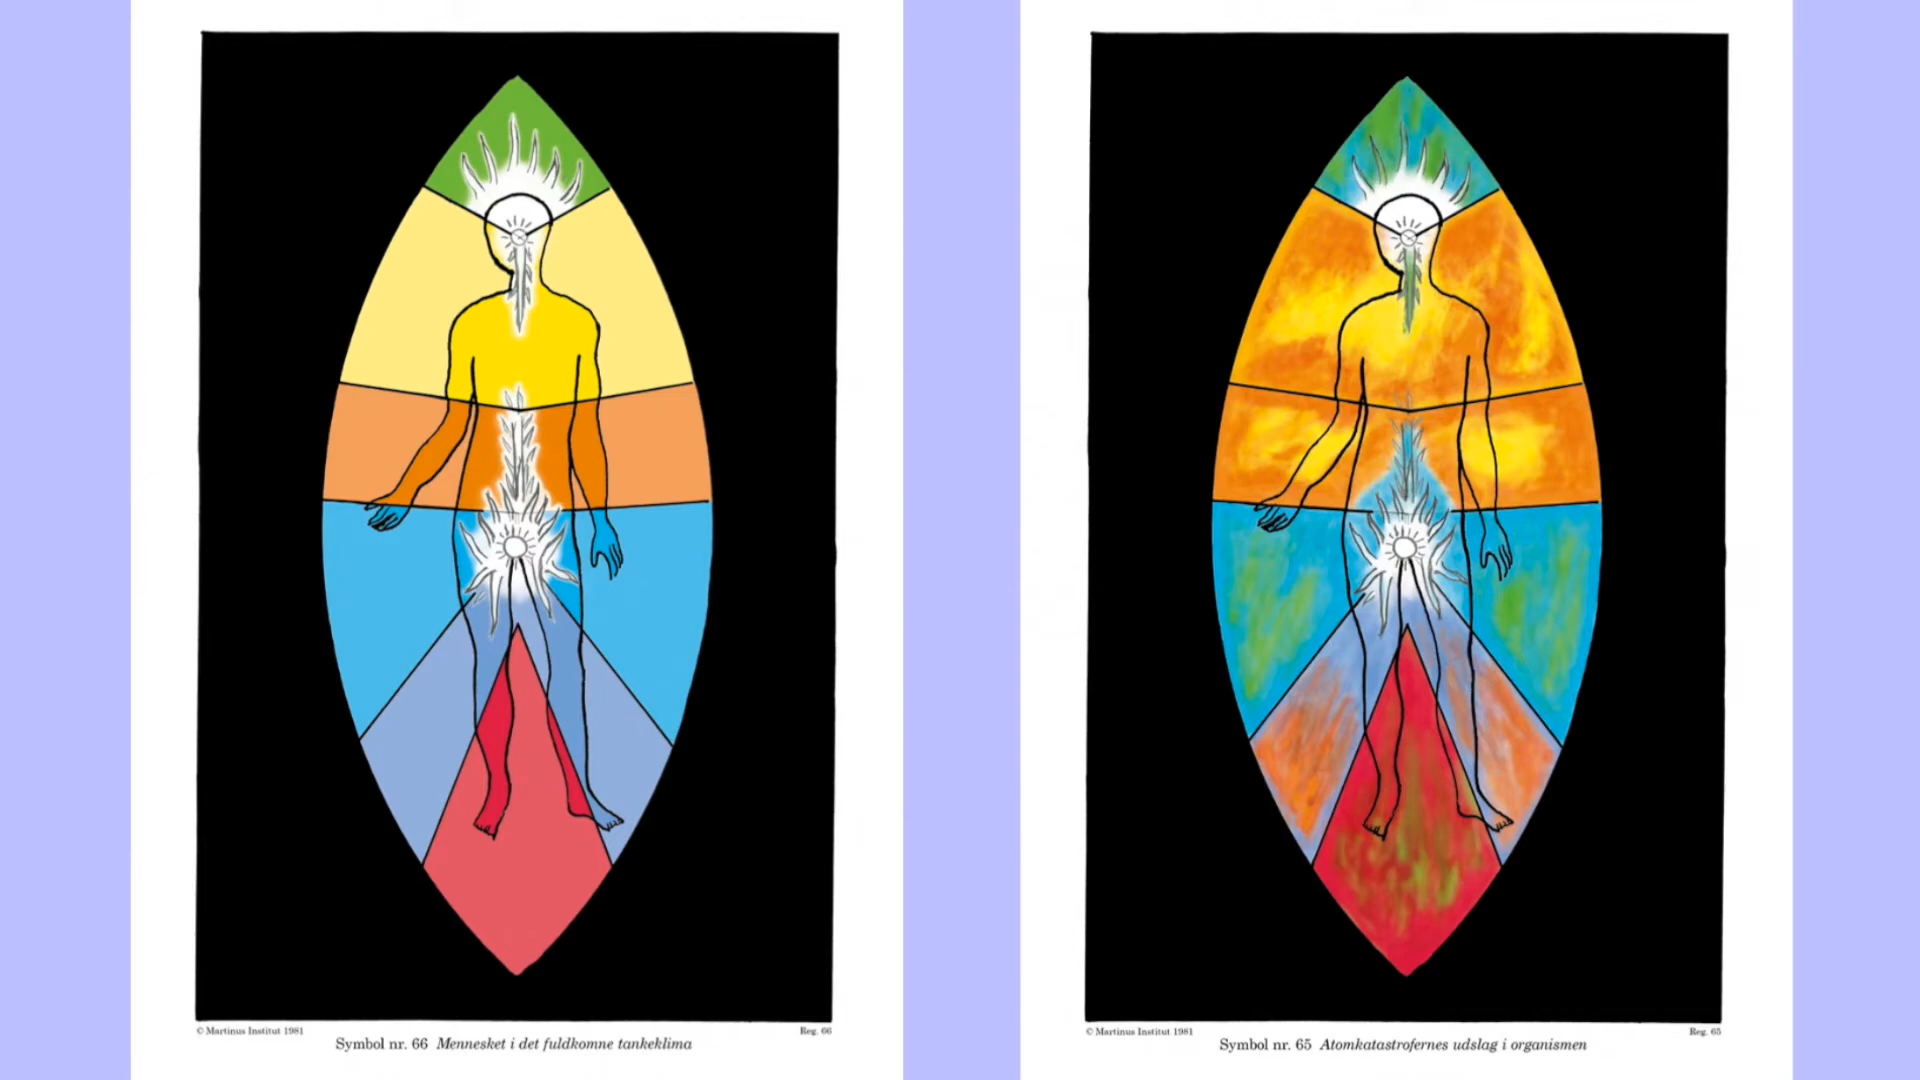 © Martinus Institut 1981
Reg. 66
Symbol nr. 66 Mennesket i det fuldkomne tankeklima
© Martinus Institut 1981
Reg. 65
Symbol nr. 65 Atomkatastrofernes udslag i organismen